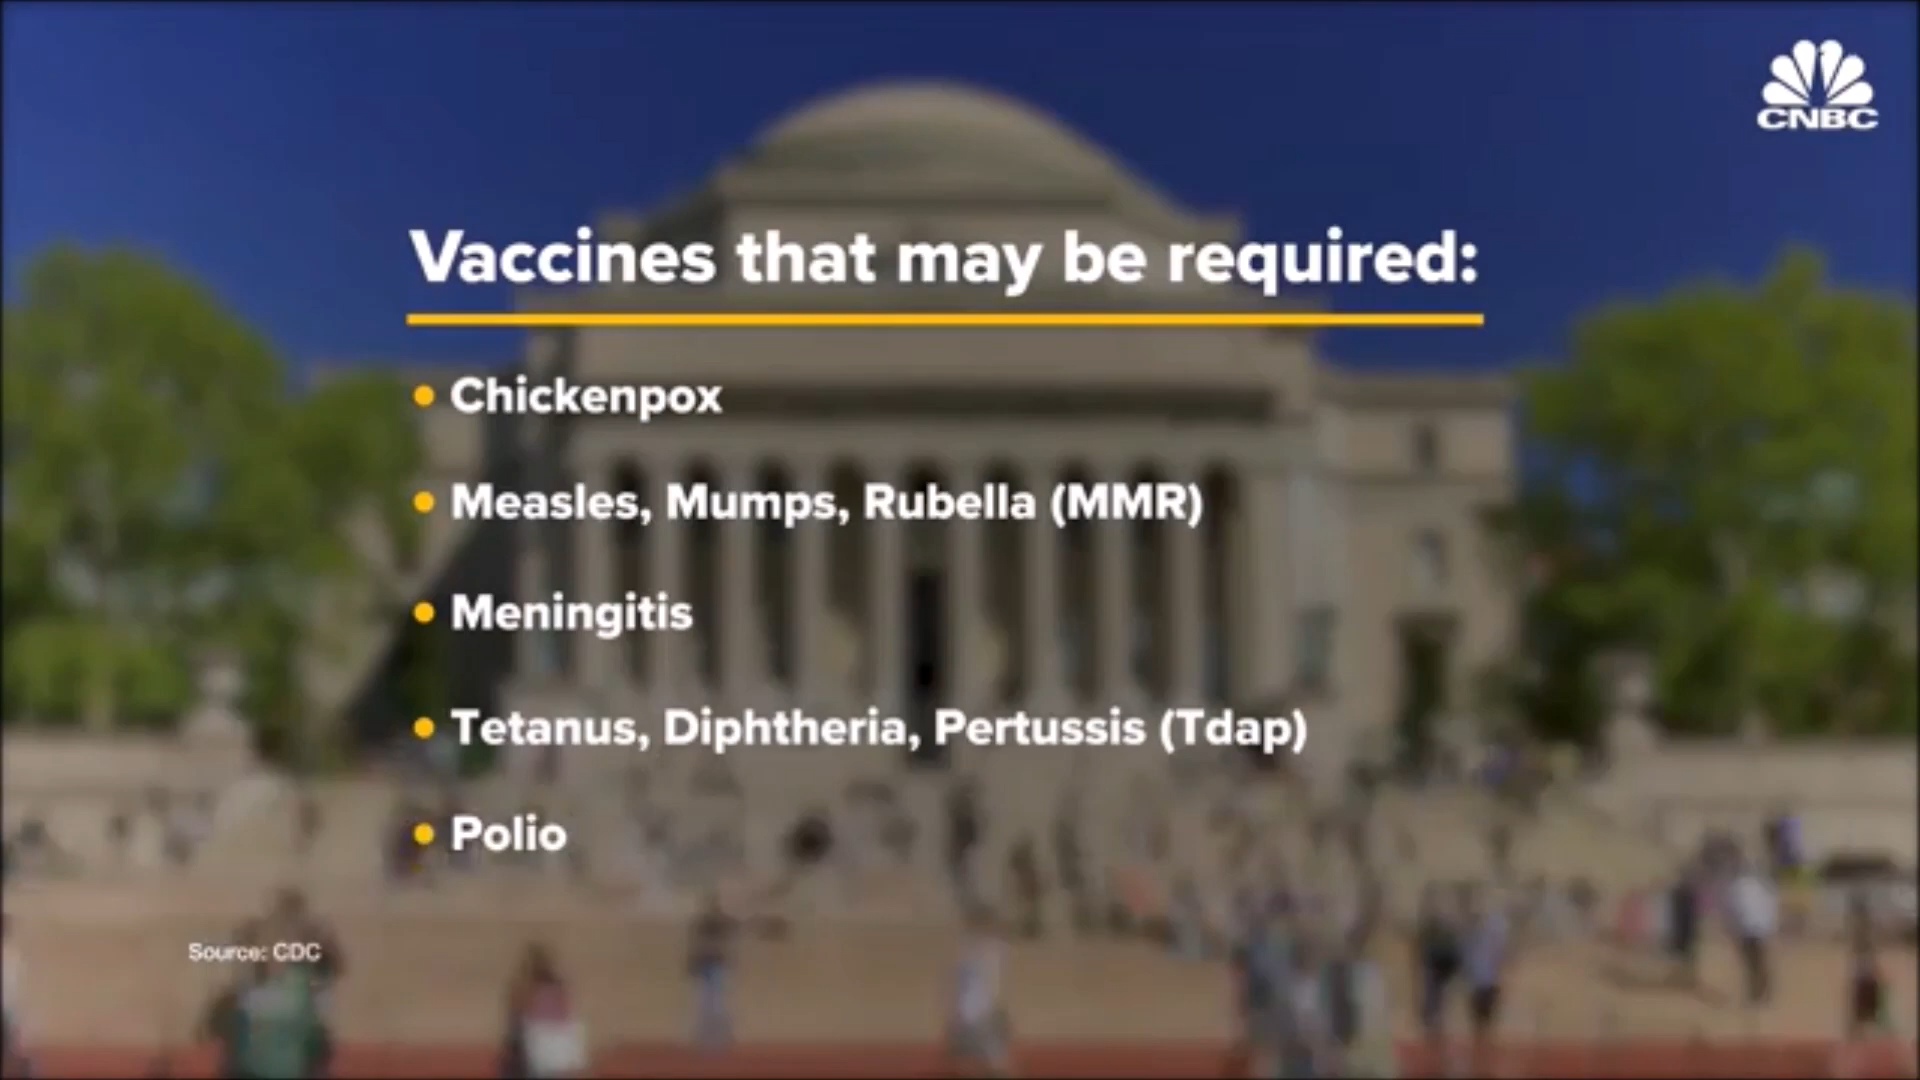 CNBC
Vaccines that may be required:
• Chickenpox
• Measles, Mumps, Rubella (MMR)
• Meningitis
• Tetanus, Diphtheria, Pertussis (Tdap)
• Polio
Source: CDC